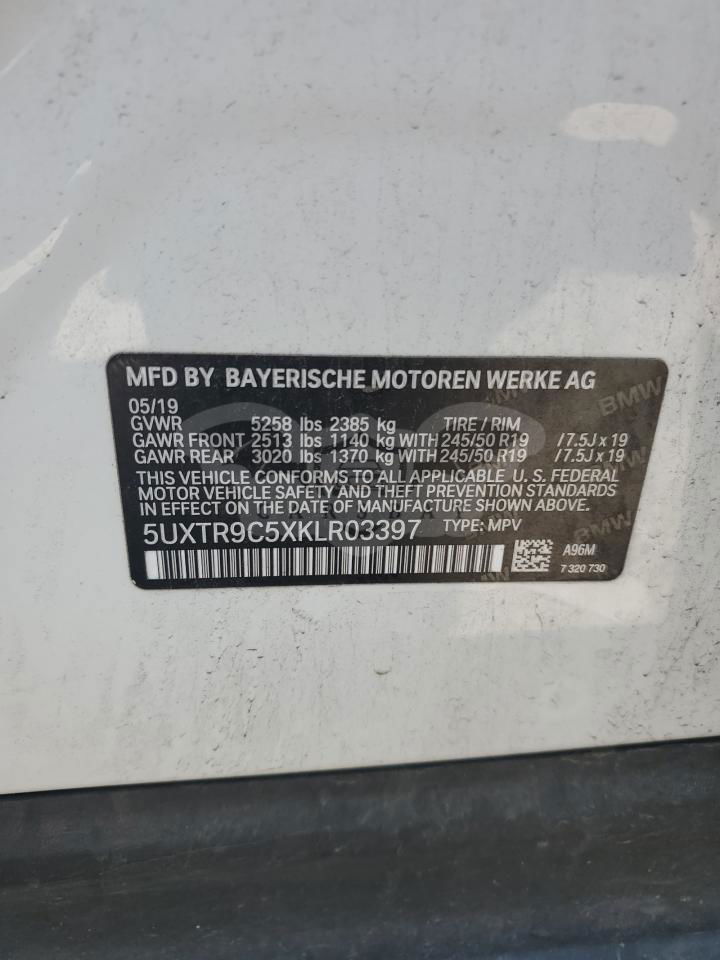 MFD BY BAYERISCHE MOTOREN WERKE AG
05/19
GVWR 5258 lbs 2385 kg TIRE / RIM
GAWR FRONT 2513 lbs 1140 kg WITH 245/50 R19 /7.5J x 19
GAWR REAR 3020 lbs 1370 kg WITH 245/50 R19 /7.5J x 19
THIS VEHICLE CONFORMS TO ALL APPLICABLE U. S. FEDERAL
MOTOR VEHICLE SAFETY AND THEFT PREVENTION STANDARDS
IN EFFECT ON THE DATE OF MANUFACTURE SHOWN ABOVE.
5UXTR9C5XKLR03397 TYPE: MPV
A96M
7 320 730
BMW
BMW